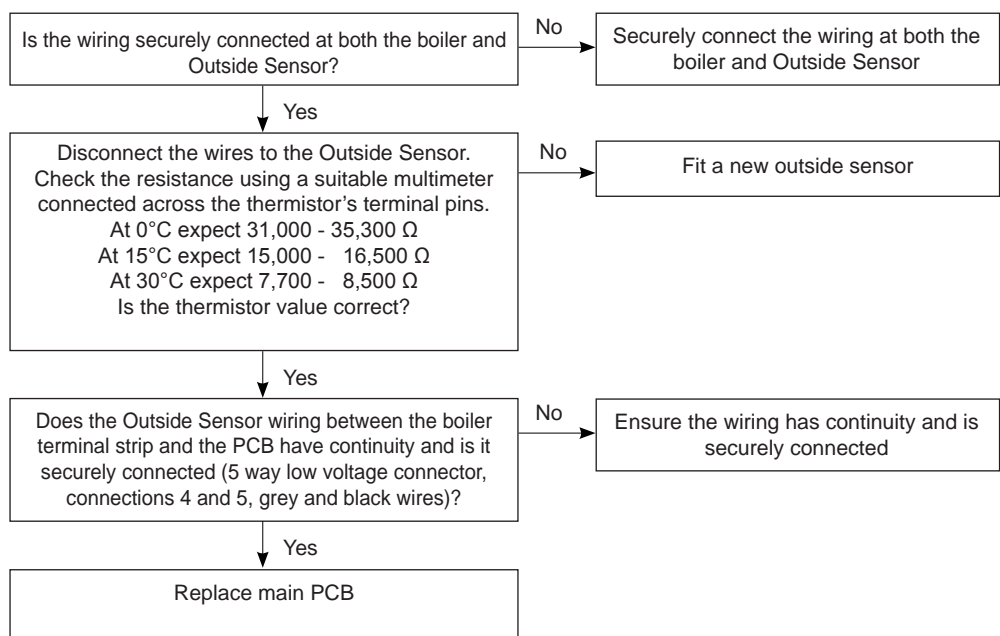 Is the wiring securely connected at both the boiler and
Outside Sensor?
No
Securely connect the wiring at both the
boiler and Outside Sensor
Yes
Disconnect the wires to the Outside Sensor.
Check the resistance using a suitable multimeter
connected across the thermistor's terminal pins.
At 0°C expect 31,000 - 35,300 Ω
At 15°C expect 15,000 - 16,500 Ω
At 30°C expect 7,700 - 8,500 Ω
Is the thermistor value correct?
No
Fit a new outside sensor
Yes
Does the Outside Sensor wiring between the boiler
terminal strip and the PCB have continuity and is it
securely connected (5 way low voltage connector,
connections 4 and 5, grey and black wires)?
No
Ensure the wiring has continuity and is
securely connected
Yes
Replace main PCB